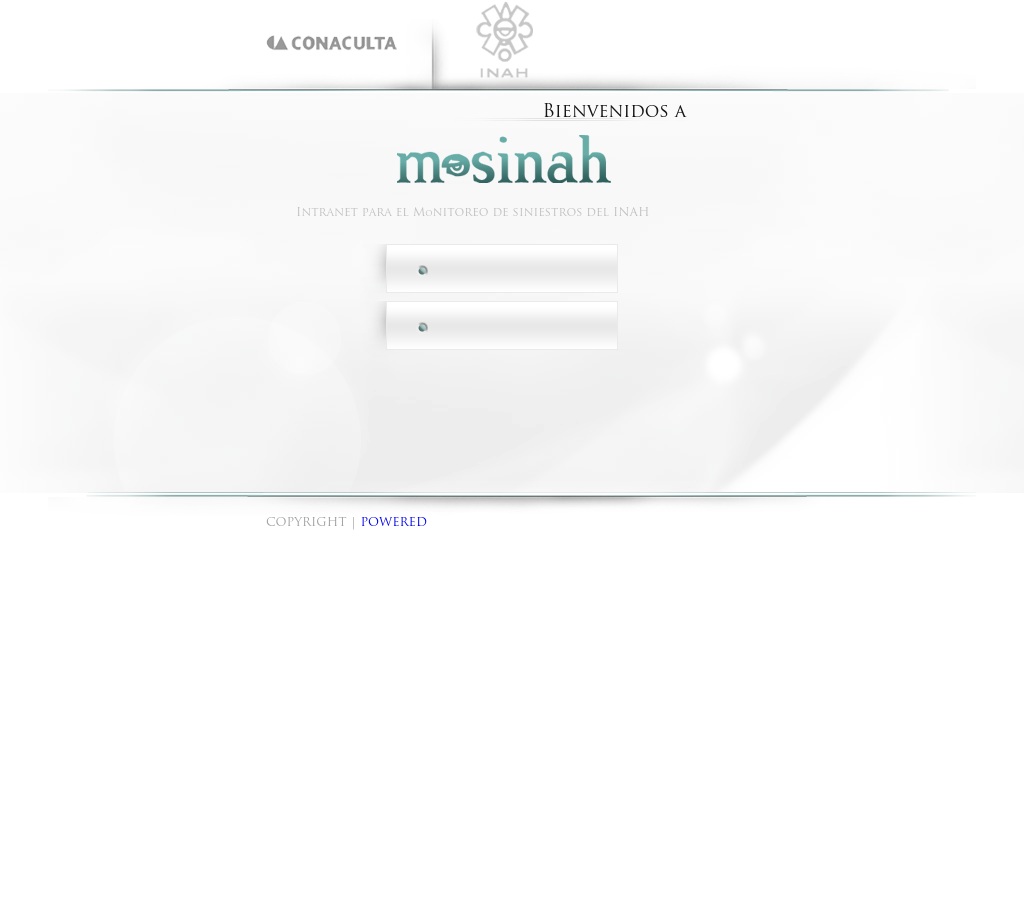 CONACULTA
INAH
Bienvenidos a
mosinah
Intranet para el Monitoreo de siniestros del INAH
COPYRIGHT | POWERED